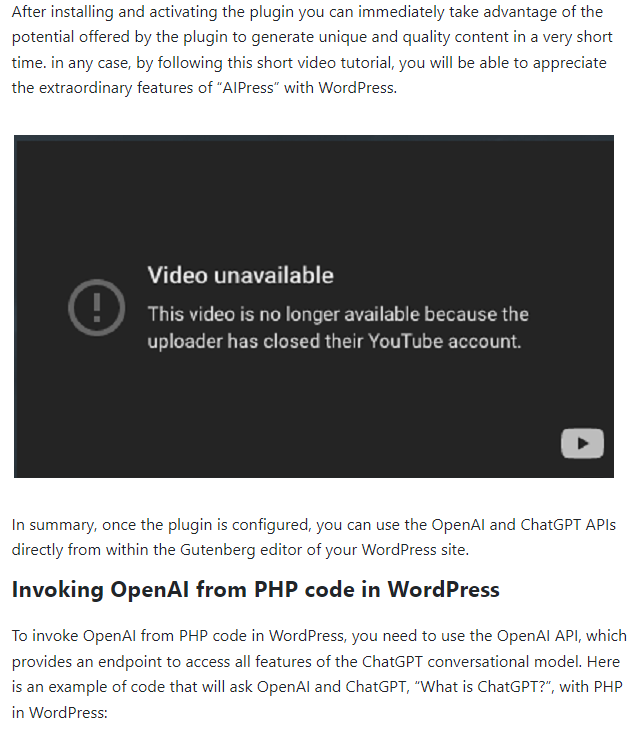 After installing and activating the plugin you can immediately take advantage of the
potential offered by the plugin to generate unique and quality content in a very short
time. in any case, by following this short video tutorial, you will be able to appreciate
the extraordinary features of “AIPress” with WordPress.
Video unavailable
This video is no longer available because the
uploader has closed their YouTube account.
In summary, once the plugin is configured, you can use the OpenAI and ChatGPT APIs
directly from within the Gutenberg editor of your WordPress site.
Invoking OpenAI from PHP code in WordPress
To invoke OpenAI from PHP code in WordPress, you need to use the OpenAI API, which
provides an endpoint to access all features of the ChatGPT conversational model. Here
is an example of code that will ask OpenAI and ChatGPT, “What is ChatGPT?”, with PHP
in WordPress: